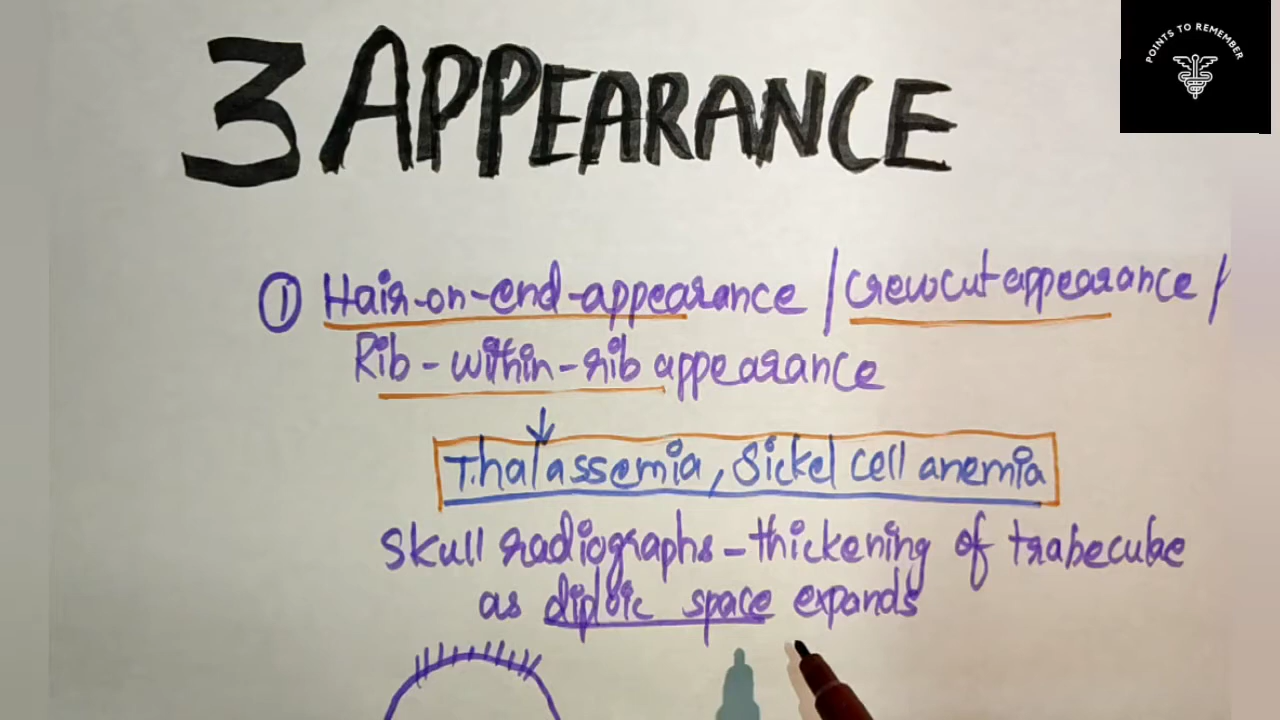 POINTS TO REMEMBER
3 APPEARANCE
① Hair-on-end-appearance / Crewcut appearance /
Rib-within-rib appearance
↓
Thalassemia, Sickel cell anemia
Skull radiographs - thickening of trabeculae
as diploic space expands